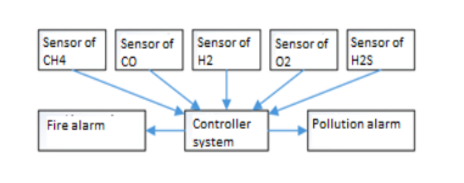 Sensor of
CH4
Sensor of
CO
Sensor of
H2
Sensor of
O2
Sensor of
H2S
Fire alarm
Controller
system
Pollution alarm